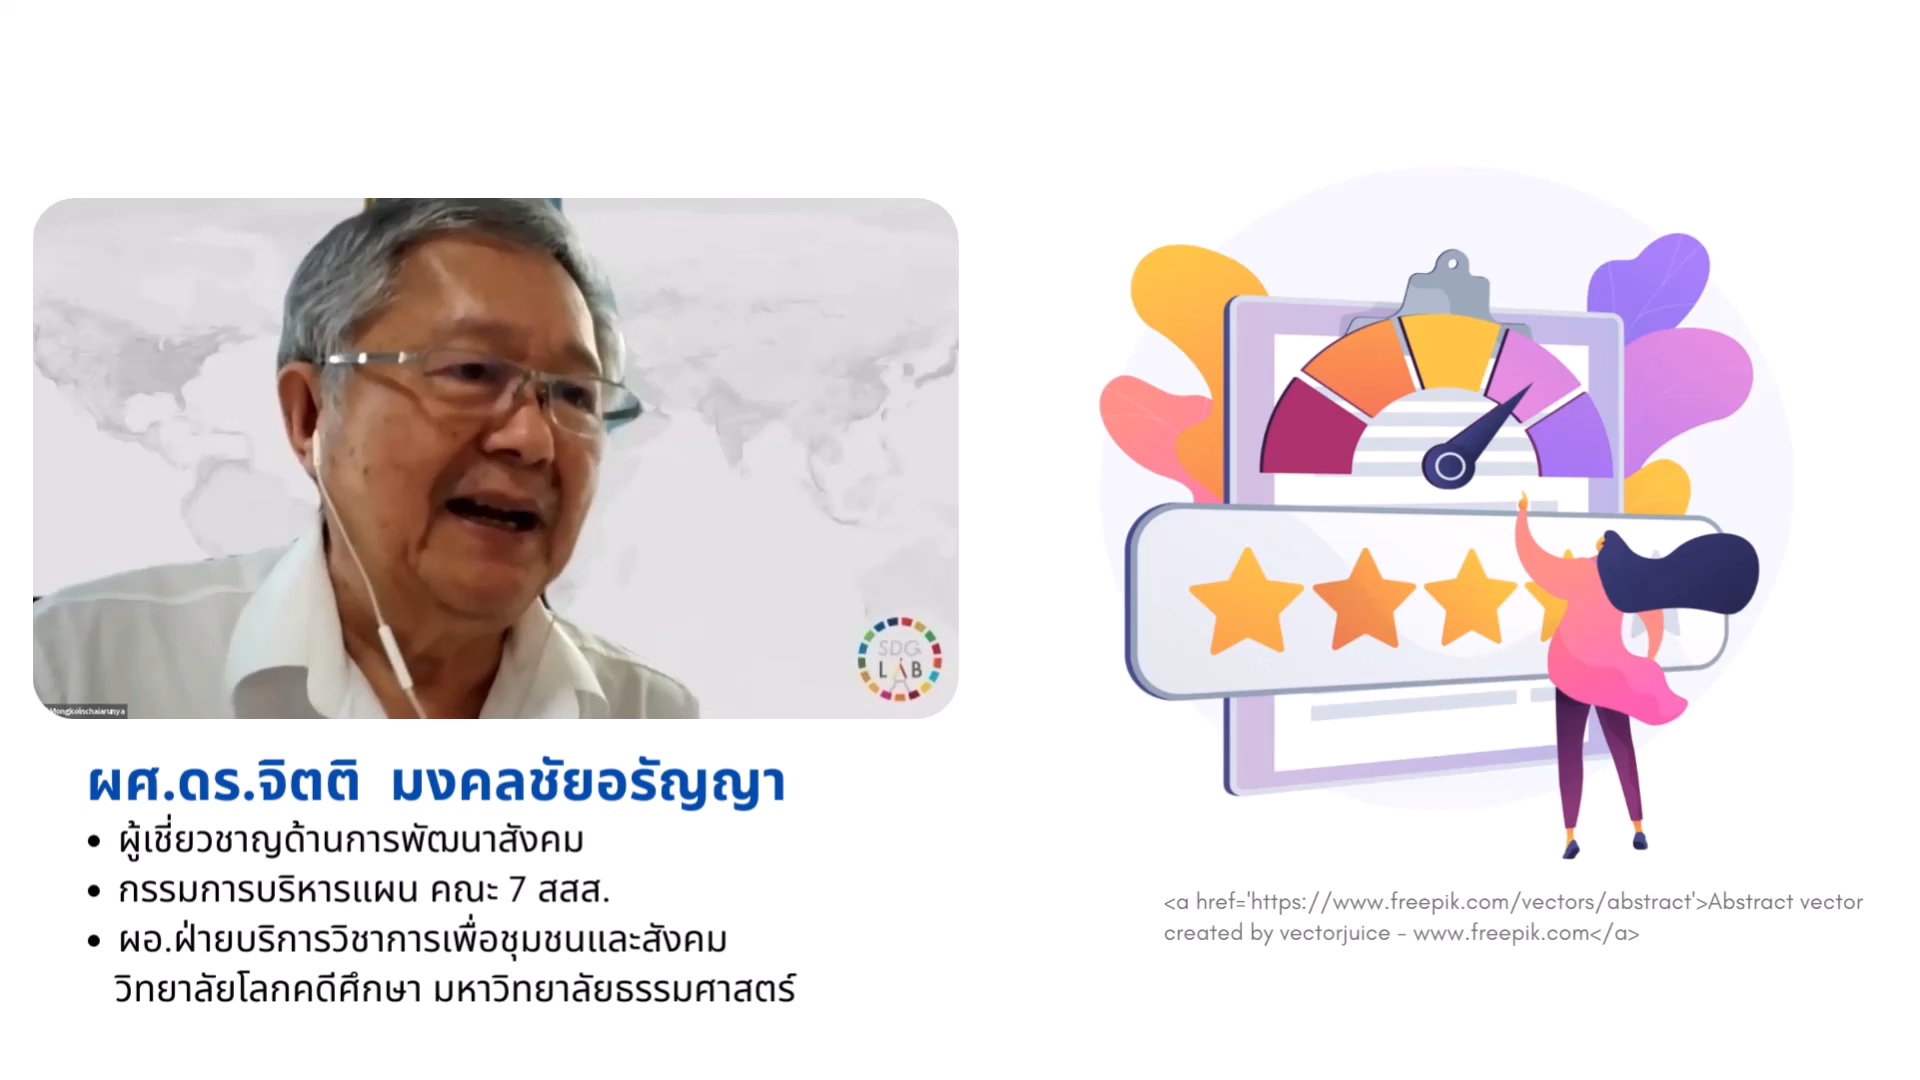 SDG
LAB
Mongkolnchaiarunya
ผศ.ดร.จิตติ มงคลชัยอรัญญา
• ผู้เชี่ยวชาญด้านการพัฒนาสังคม
• กรรมการบริหารแผน คณะ 7 สสส.
• ผอ.ฝ่ายบริการวิชาการเพื่อชุมชนและสังคม
วิทยาลัยโลกคดีศึกษา มหาวิทยาลัยธรรมศาสตร์
<a href='https://www.freepik.com/vectors/abstract'>Abstract vector
created by vectorjuice - www.freepik.com</a>